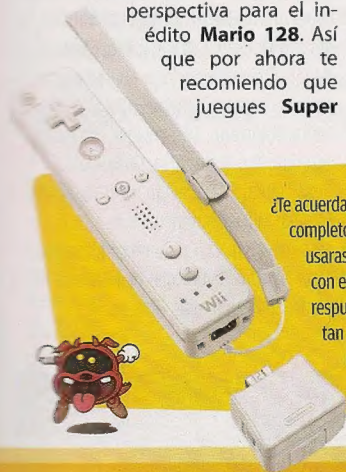 perspectiva para el in-
édito Mario 128. Así
que por ahora te
recomiendo que
juegues Super
¿Te acuerda
completo
usaras
con e
respu
tan
Wii